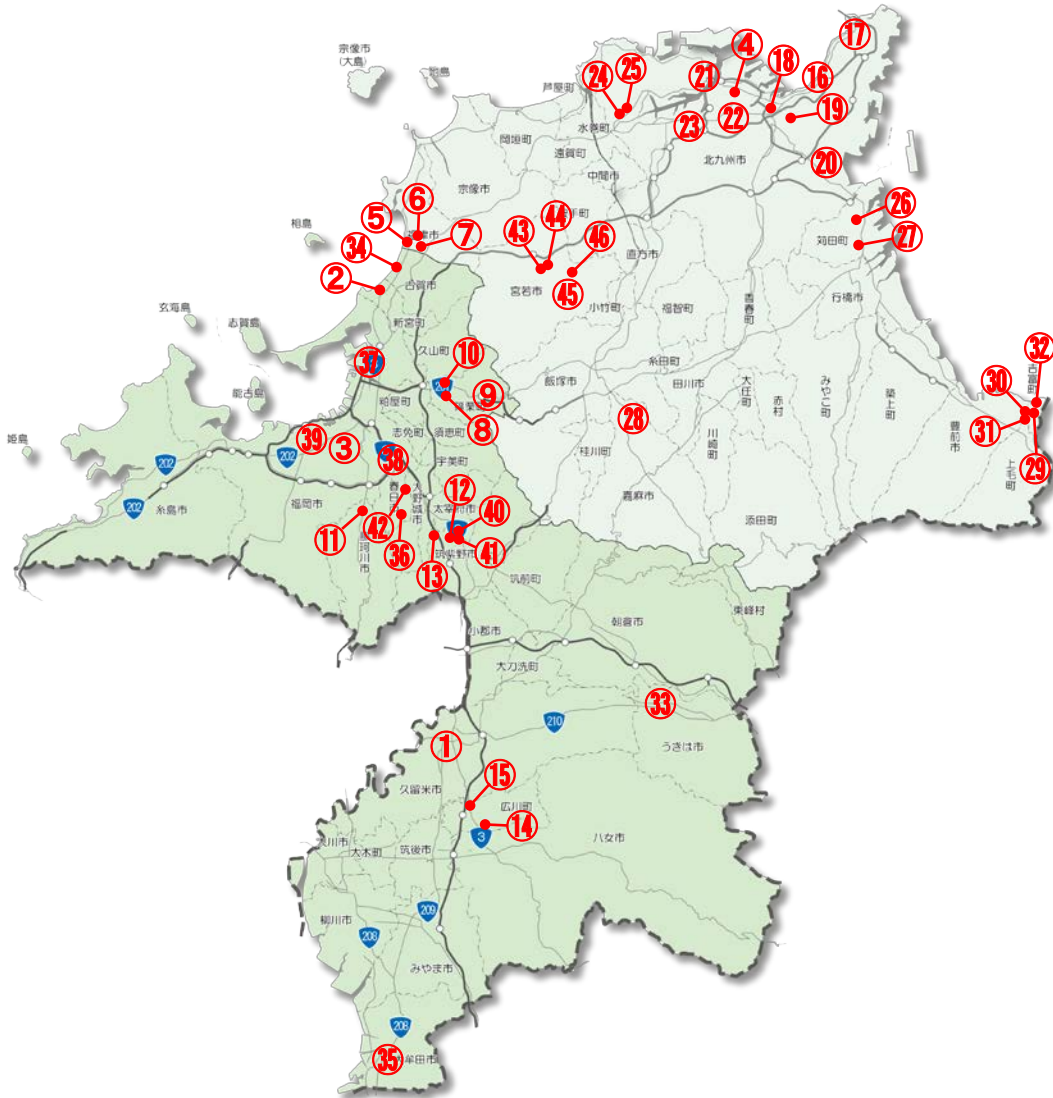 ⑰
宗像市
(大島)
地島
④
⑱
⑯
㉔
㉕
㉑
芦屋町
㉒
⑲
水巻町
㉓
岡垣町
遠賀町
北九州市
⑳
中間市
宗像市
⑥
⑤
相島
⑦
㊹
㊻
㊸
㉖
苅田町
㉗
直方市
㉞
②
古賀市
宮若市
㊺
小竹町
福智町
香春町
行橋市
玄海島
志賀島
新宮町
久山町
糸田町
㊲
⑩
飯塚市
田川市
大任町
赤村
みやこ町
築上町
㉜
㉚
吉富町
能古島
粕屋町
⑨
⑧
㉘
豊前市
㉛
㉙
上毛町
姫島
㊴
③
志免町
須恵町
桂川町
川崎町
202
202
㊳
宇美町
嘉麻市
202
糸島市
福岡市
春日市
大野城市
太宰府市
⑫
㊵
添田町
⑪
㊷
㊱
⑬
筑紫野市
㊶
那珂川市
筑前町
東峰村
小郡市
朝倉市
大刀洗町
㉝
210
うきは市
①
⑮
久留米市
広川町
⑭
3
八女市
大川市
大木町
筑後市
209
柳川市
208
みやま市
208
㉟
大牟田市